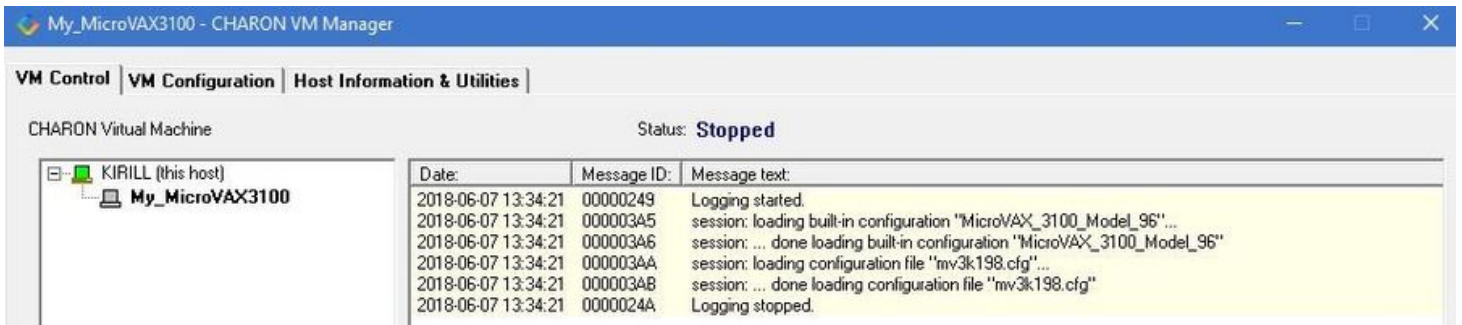 My_MicroVAX3100 - CHARON VM Manager
VM Control VM Configuration Host Information & Utilities
CHARON Virtual Machine Status: Stopped
KIRILL (this host)
My_MicroVAX3100
Date: Message ID: Message text:
2018-06-07 13:34:21 00000249 Logging started.
2018-06-07 13:34:21 000003A5 session: loading built-in configuration "MicroVAX_3100_Model_96"...
2018-06-07 13:34:21 000003A6 session: ... done loading built-in configuration "MicroVAX_3100_Model_96"
2018-06-07 13:34:21 000003AA session: loading configuration file "mv3k198.cfg"...
2018-06-07 13:34:21 000003AB session: ... done loading configuration file "mv3k198.cfg"
2018-06-07 13:34:21 0000024A Logging stopped.